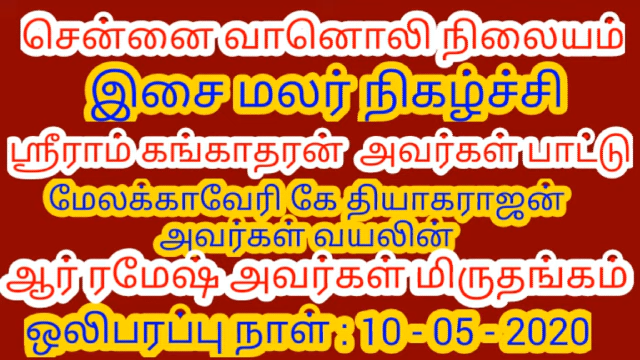 சென்னை வானொலி நிலையம்
இசை மலர் நிகழ்ச்சி
ஸ்ரீராம் கங்காதரன் அவர்கள் பாட்டு
மேலக்காவேரி கே தியாகராஜன்
அவர்கள் வயலின்
ஆர் ரமேஷ் அவர்கள் மிருதங்கம்
ஒலிபரப்பு நாள் : 10 - 05 - 2020